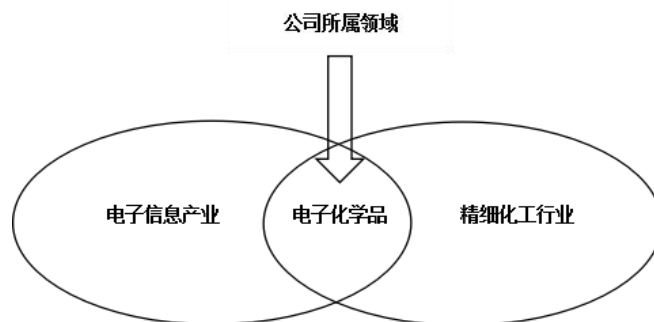 公司所属领域
电子信息产业
电子化学品
精细化工行业